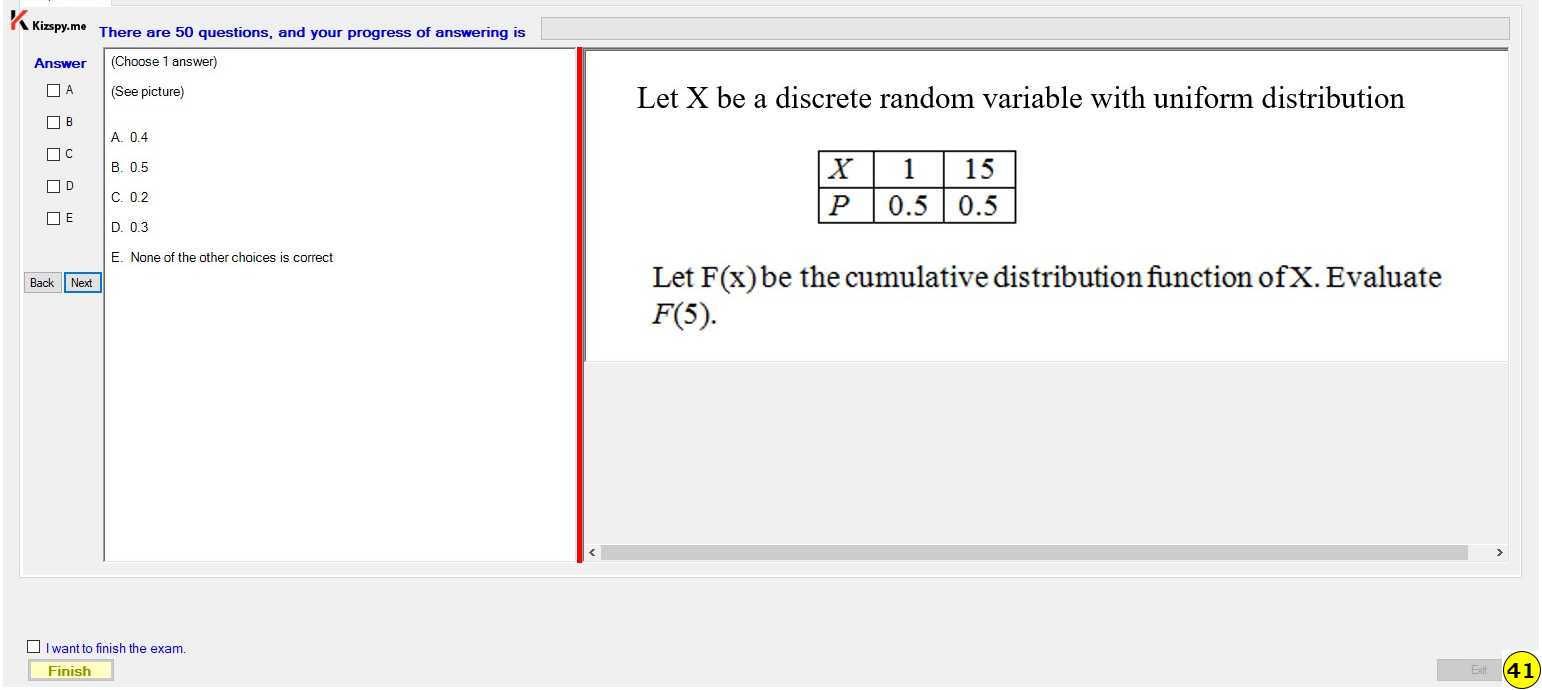 Kizspy.me
There are 50 questions, and your progress of answering is
Answer
A
B
C
D
E
Back Next
(Choose 1 answer)
(See picture)
A. 0.4
B. 0.5
C. 0.2
D. 0.3
E. None of the other choices is correct
Let X be a discrete random variable with uniform distribution
X 1 15
P 0.5 0.5
Let F(x) be the cumulative distribution function of X. Evaluate
F(5).
I want to finish the exam.
Finish
Exit
41